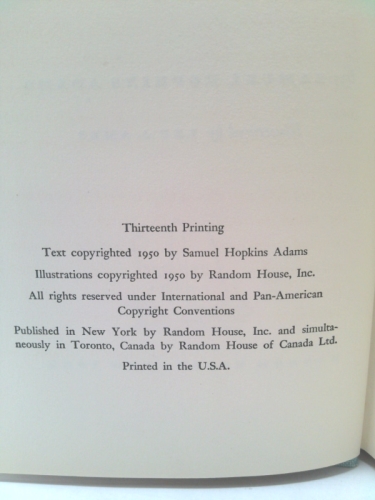 Thirteenth Printing
Text copyrighted 1950 by Samuel Hopkins Adams
Illustrations copyrighted 1950 by Random House, Inc.
All rights reserved under International and Pan-American
Copyright Conventions
Published in New York by Random House, Inc. and simulta-
neously in Toronto, Canada by Random House of Canada Ltd.
Printed in the U.S.A.